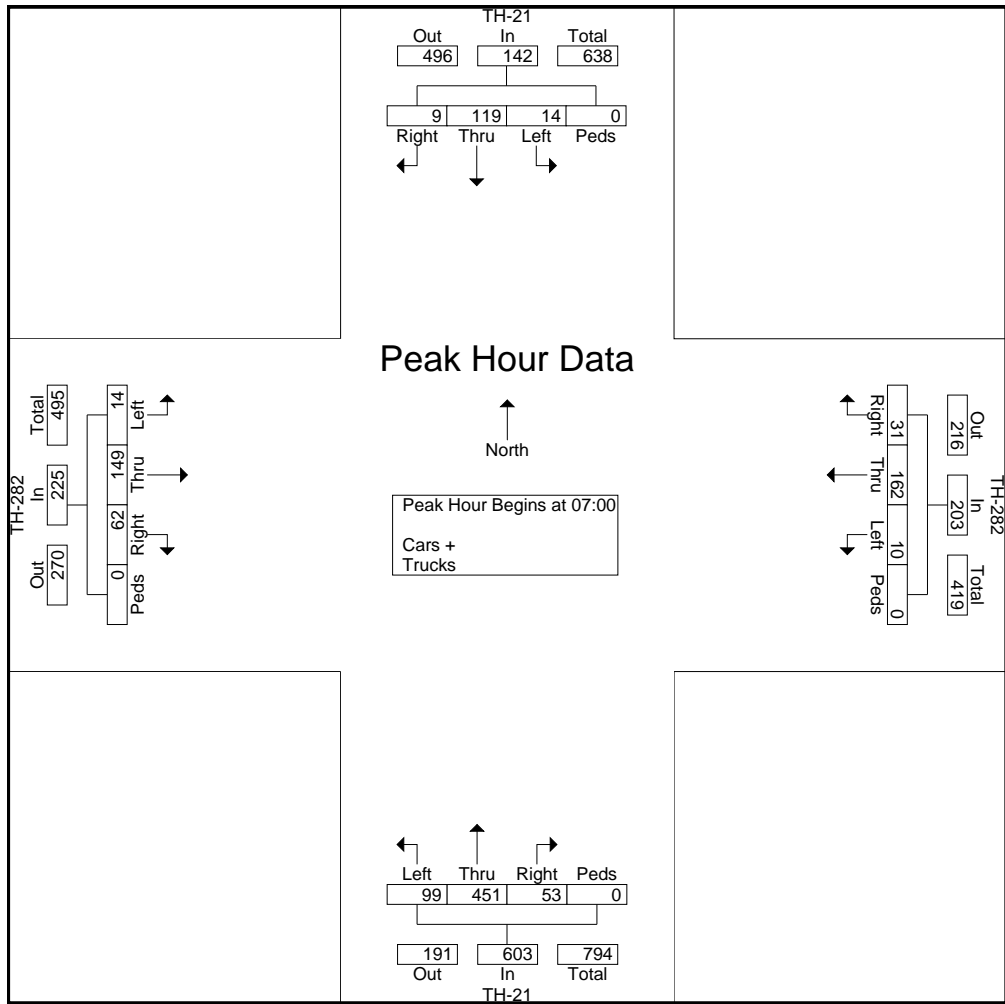 TH-21
Out In Total
496 142 638
9 119 14 0
Right Thru Left Peds
Peak Hour Data
North
Peak Hour Begins at 07:00
Cars +
Trucks
TH-282
Total In Out
495 225 270
14 149 62 0
Left Thru Right Peds
TH-282
Out In Total
216 203 419
31 162 10 0
Right Thru Left Peds
Left Thru Right Peds
99 451 53 0
191 603 794
Out In Total
TH-21